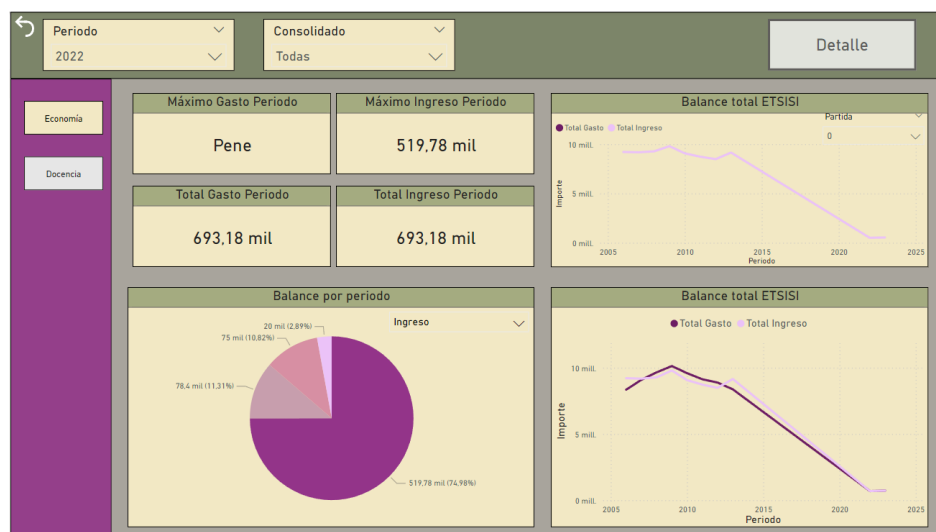 Periodo
2022
Consolidado
Todas
Detalle
Economía
Docencia
Máximo Gasto Periodo
Pene
Máximo Ingreso Periodo
519,78 mil
Total Gasto Periodo
693,18 mil
Total Ingreso Periodo
693,18 mil
Balance total ETSISI
Partida
0
Total Gasto Total Ingreso
10 mill.
5 mill.
0 mill.
Importe
2005 2010 2015 2020 2025
Periodo
Balance por periodo
Ingreso
20 mil (2,89%)
75 mil (10,82%)
78,4 mil (11,31%)
519,78 mil (74,98%)
Balance total ETSISI
Total Gasto Total Ingreso
10 mill.
5 mill.
0 mill.
Importe
2005 2010 2015 2020 2025
Periodo